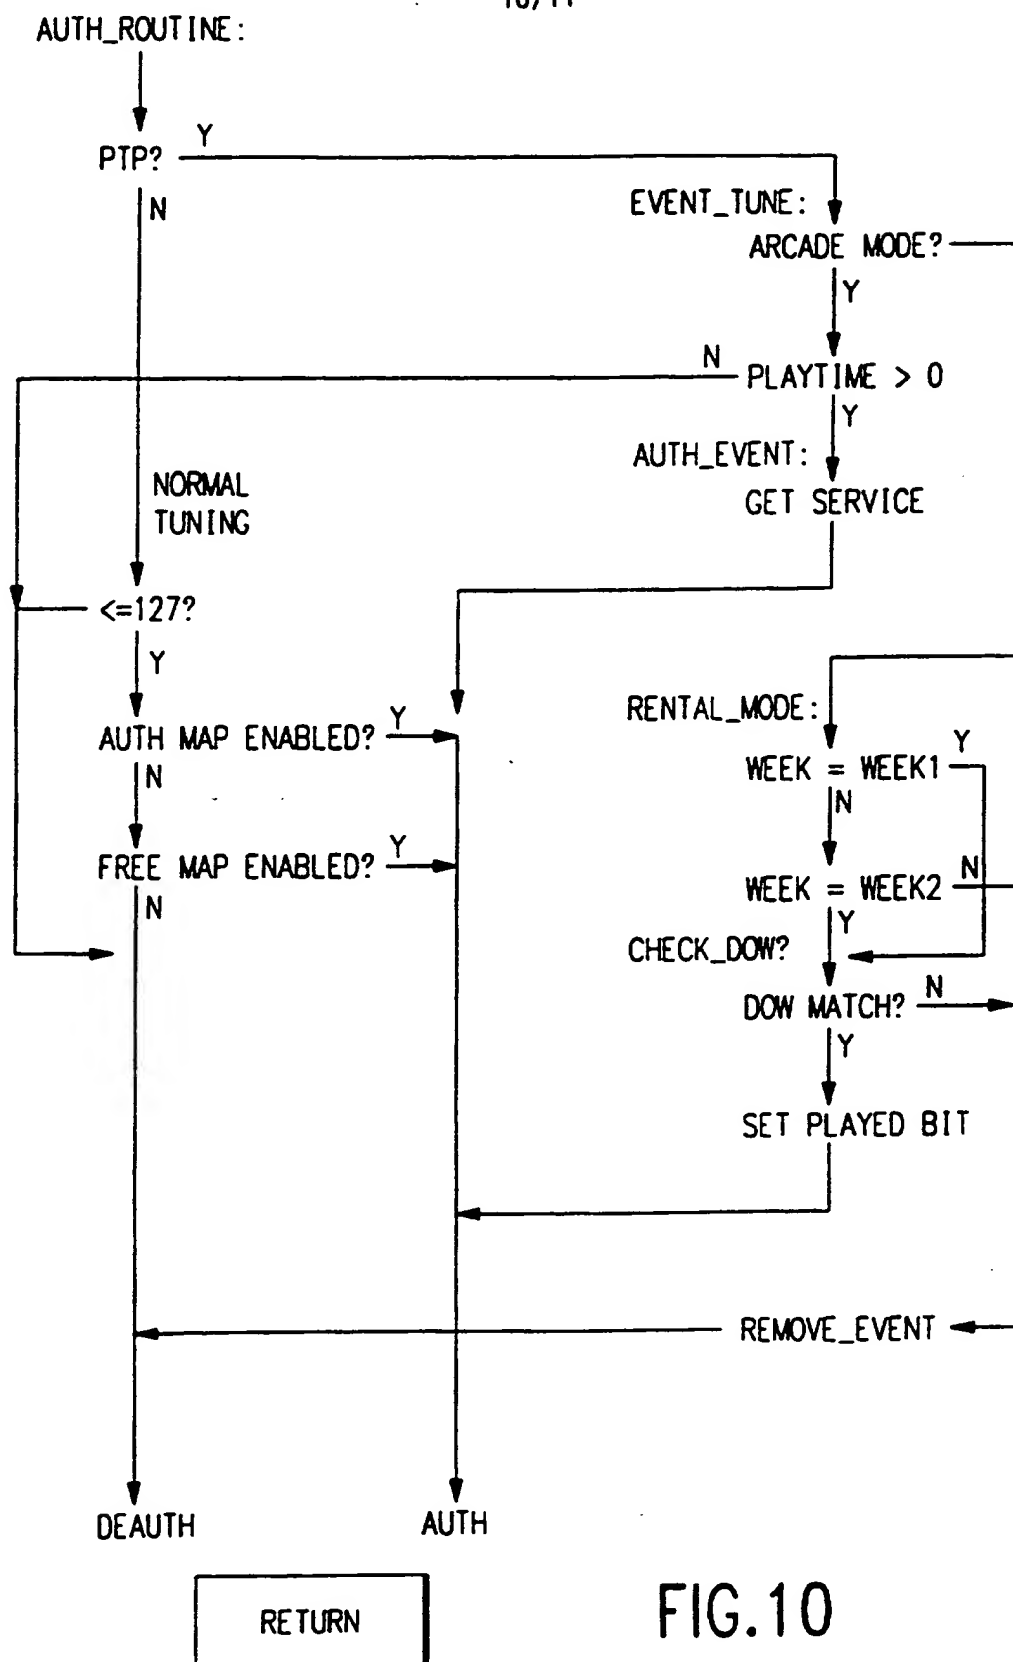 AUTH_ROUTINE:
PTP?
Y
N
EVENT_TUNE:
ARCADE MODE?
Y
N
PLAYTIME > 0
Y
AUTH_EVENT:
GET SERVICE
NORMAL
TUNING
<=127?
Y
AUTH MAP ENABLED?
Y
N
FREE MAP ENABLED?
Y
N
RENTAL_MODE:
WEEK = WEEK1
Y
N
WEEK = WEEK2
N
Y
CHECK_DOW?
DOW MATCH?
N
Y
SET PLAYED BIT
REMOVE_EVENT
DEAUTH
AUTH
RETURN
FIG.10